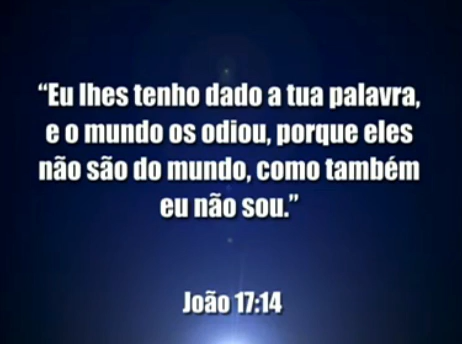 “Eu lhes tenho dado a tua palavra,
e o mundo os odiou, porque eles
não são do mundo, como também
eu não sou.”
João 17:14